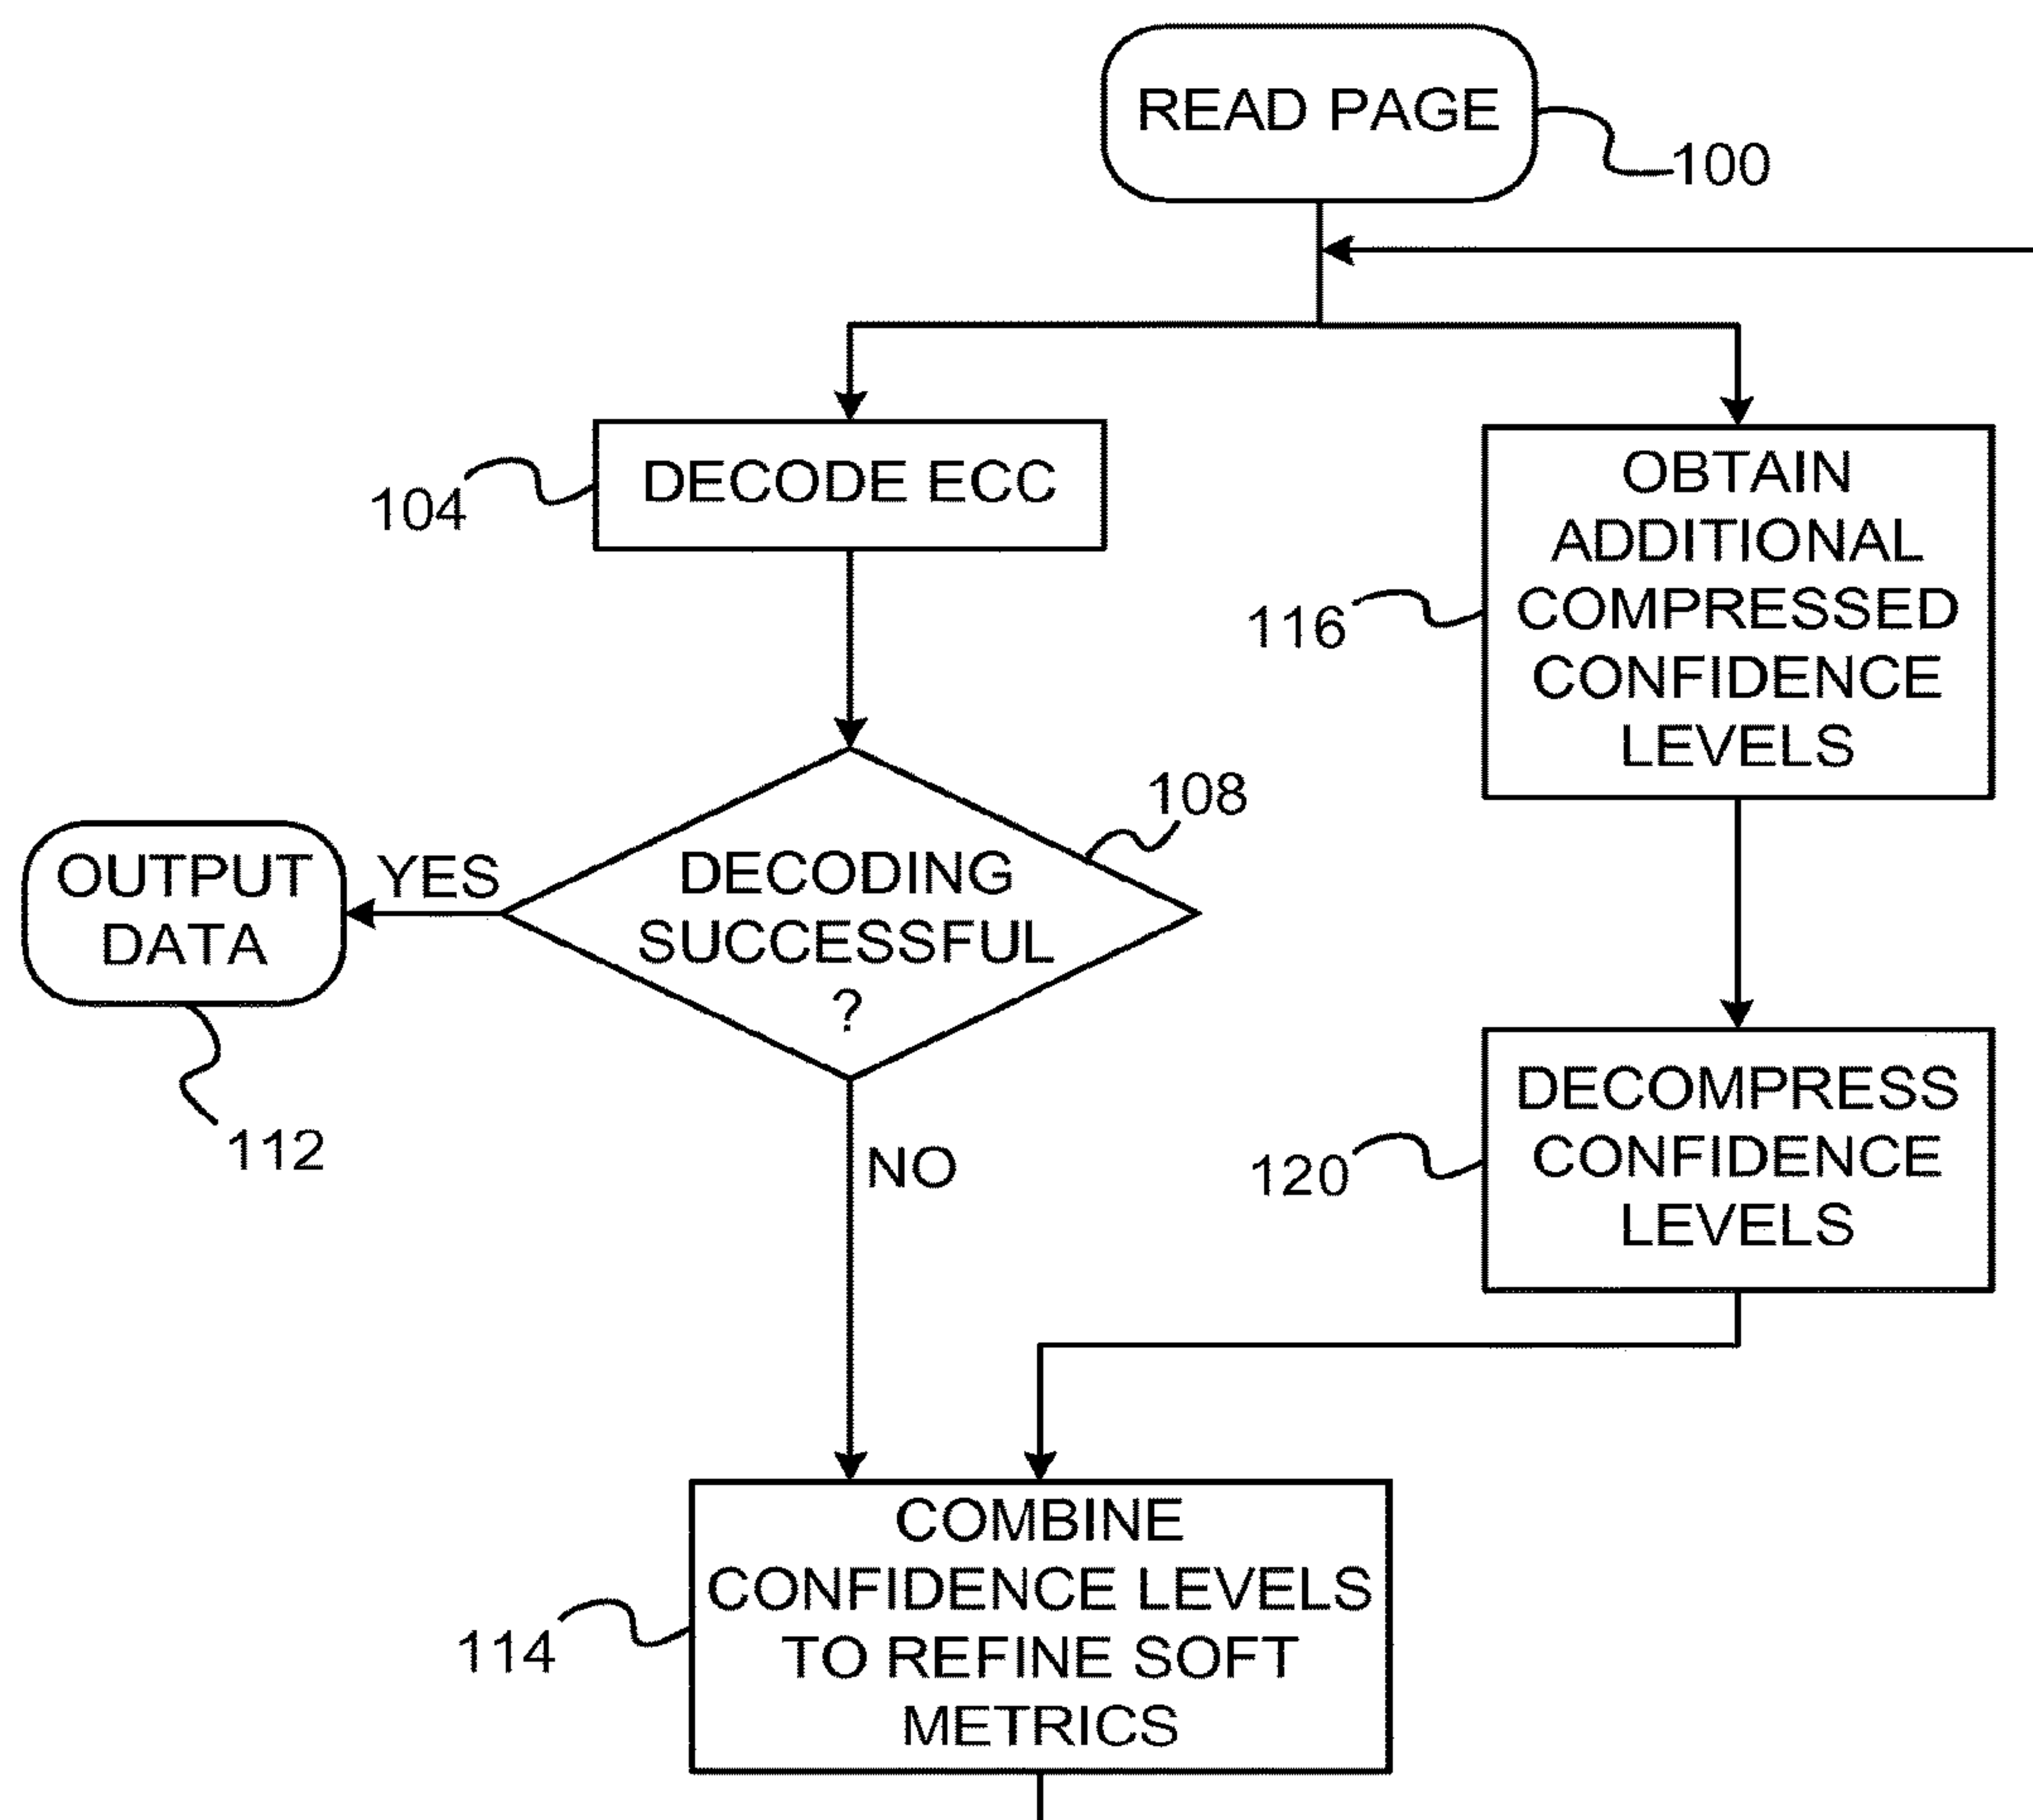 READ PAGE
100
DECODE ECC
104
OBTAIN
ADDITIONAL
COMPRESSED
CONFIDENCE
LEVELS
116
108
DECODING
SUCCESSFUL
?
YES
OUTPUT
DATA
112
NO
DECOMPRESS
CONFIDENCE
LEVELS
120
COMBINE
CONFIDENCE LEVELS
TO REFINE SOFT
METRICS
114